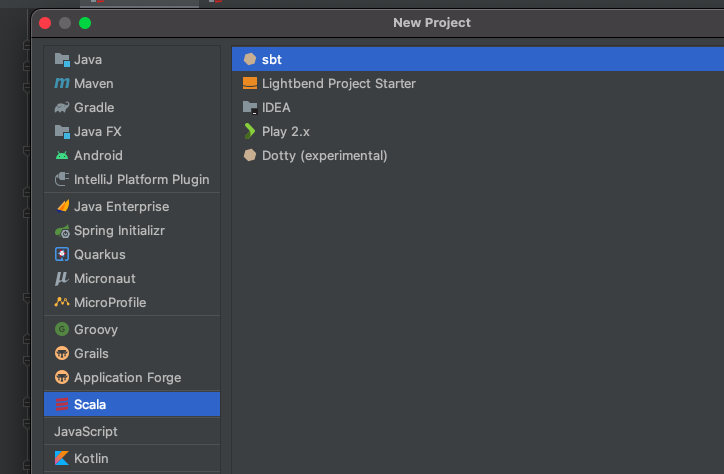 New Project
Java
Maven
Gradle
Java FX
Android
IntelliJ Platform Plugin
Java Enterprise
Spring Initializr
Quarkus
Micronaut
MicroProfile
Groovy
Grails
Application Forge
Scala
JavaScript
Kotlin
sbt
Lightbend Project Starter
IDEA
Play 2.x
Dotty (experimental)